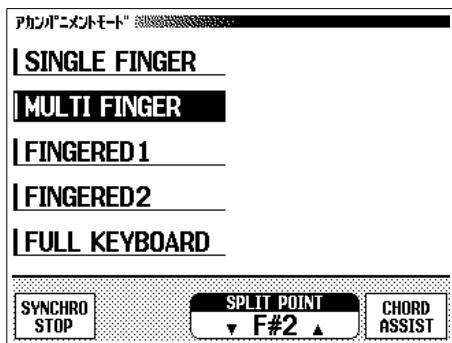 アカンパニメントモード
SINGLE FINGER
MULTI FINGER
FINGERED1
FINGERED2
FULL KEYBOARD
SYNCHRO
STOP
SPLIT POINT
▼ F#2 ▲
CHORD
ASSIST